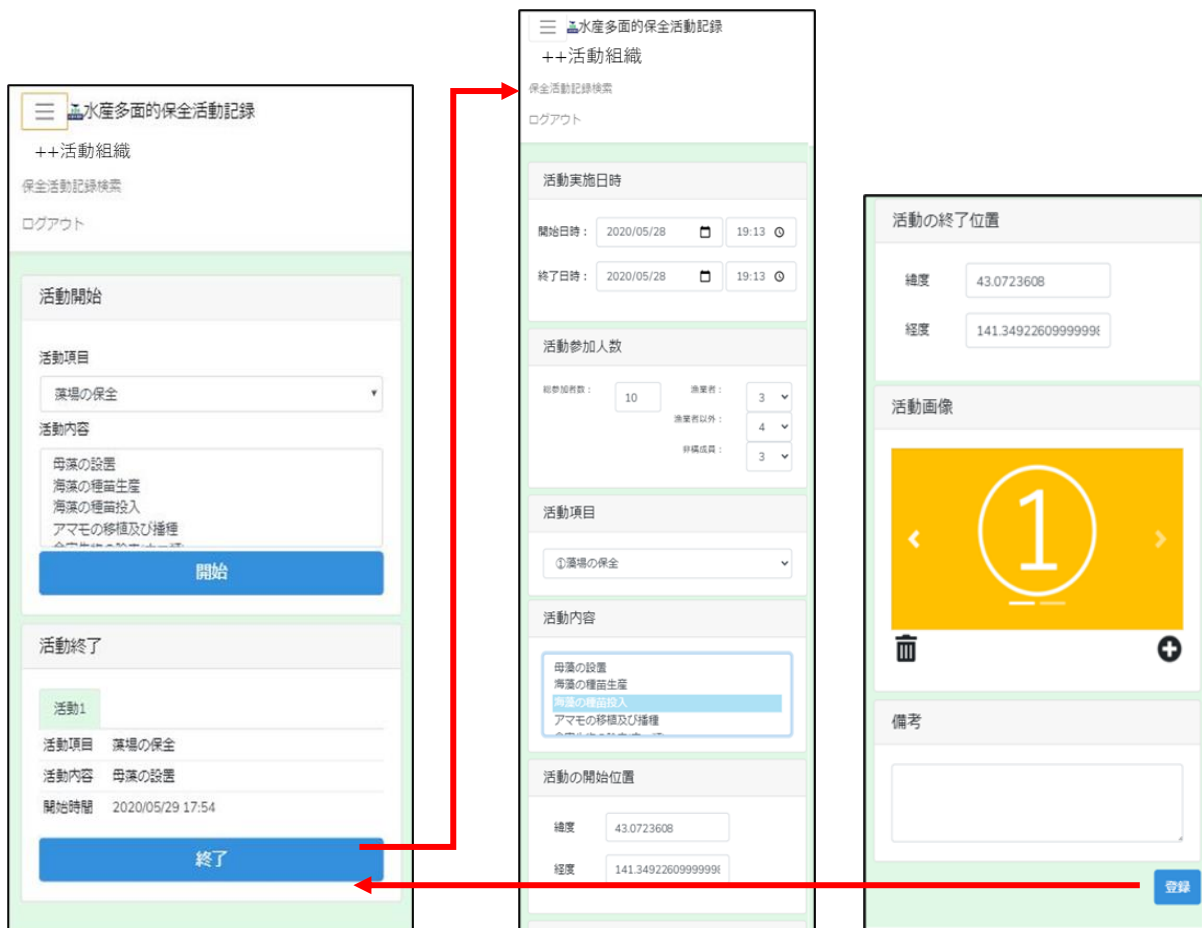 水産多面的保全活動記録
++活動組織
保全活動記録検索
ログアウト
活動開始
活動項目
藻場の保全
活動内容
母藻の設置
海藻の種苗生産
海藻の種苗投入
アマモの移植及び播種
開始
活動終了
活動1
活動項目 藻場の保全
活動内容 母藻の設置
開始時間 2020/05/29 17:54
終了
水産多面的保全活動記録
++活動組織
保全活動記録検索
ログアウト
活動実施日時
開始日時: 2020/05/28 19:13
終了日時: 2020/05/28 19:13
活動参加人数
総参加者数: 10 漁業者: 3
漁業者以外: 4
非構成員: 3
活動項目
①藻場の保全
活動内容
母藻の設置
海藻の種苗生産
海藻の種苗投入
アマモの移植及び播種
活動の開始位置
緯度 43.0723608
経度 141.3492260999999
活動の終了位置
緯度 43.0723608
経度 141.3492260999999
活動画像
①
備考
登録